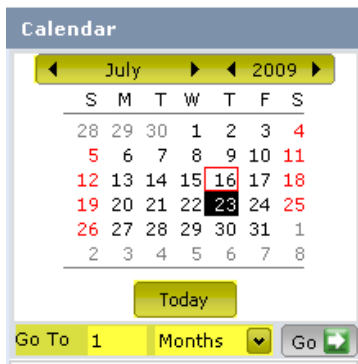 Calendar
July 2009
S M T W T F S
28 29 30 1 2 3 4
5 6 7 8 9 10 11
12 13 14 15 16 17 18
19 20 21 22 23 24 25
26 27 28 29 30 31 1
2 3 4 5 6 7 8
Today
Go To 1 Months Go